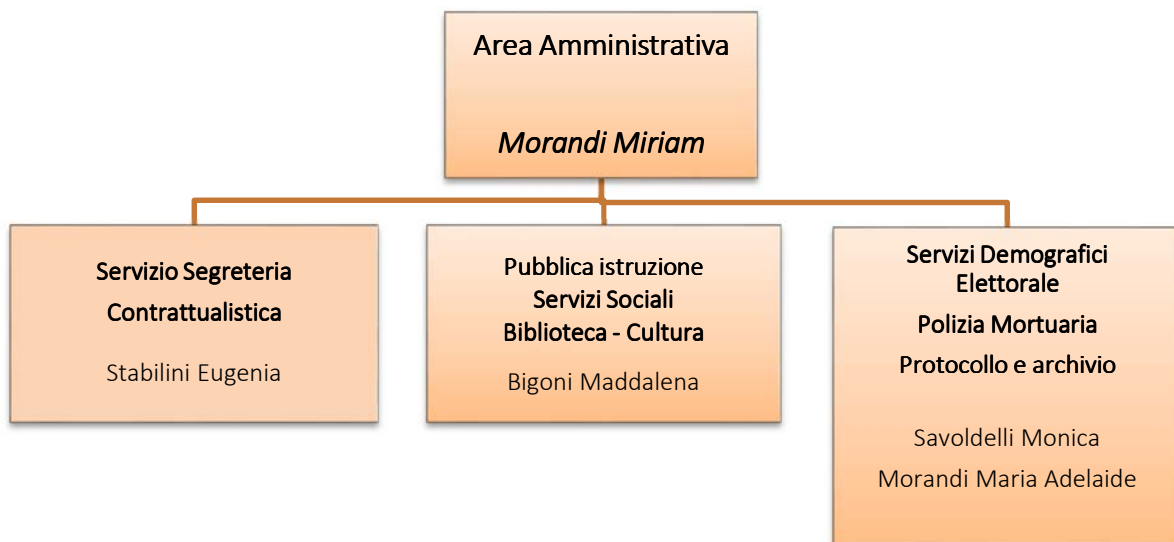 Area Amministrativa
Morandi Miriam
Servizio Segreteria
Contrattualistica
Stabilini Eugenia
Pubblica istruzione
Servizi Sociali
Biblioteca - Cultura
Bigoni Maddalena
Servizi Demografici
Elettorale
Polizia Mortuaria
Protocollo e archivio
Savoldelli Monica
Morandi Maria Adelaide